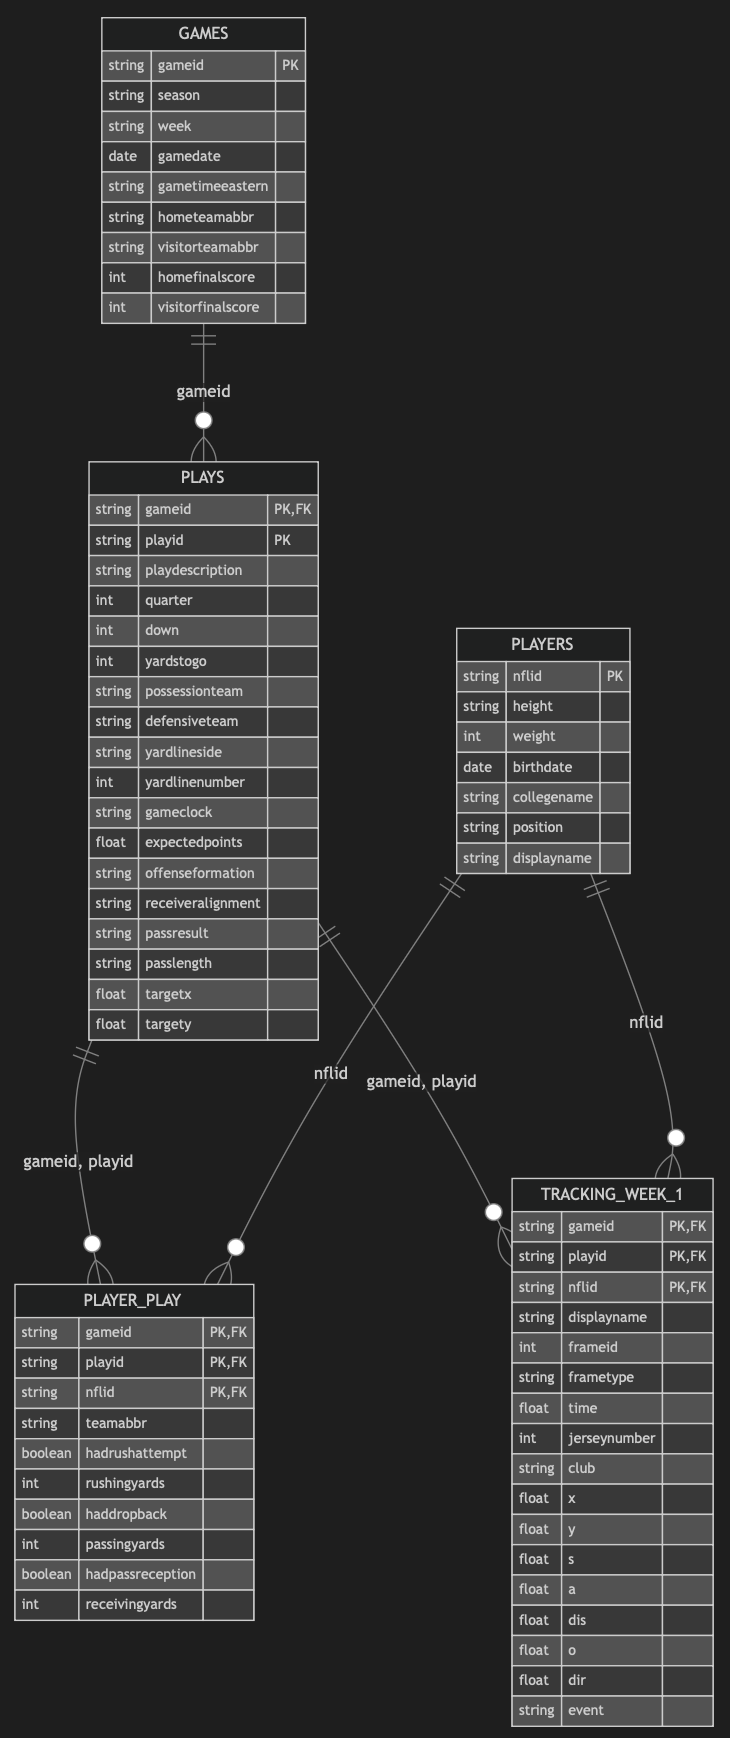 GAMES
string gameid PK
string season
string week
date gamedate
string gametimeeastern
string hometeamabbr
string visitorteamabbr
int homefinalscore
int visitorfinalscore
gameid
PLAYS
string gameid PK,FK
string playid PK
string playdescription
int quarter
int down
int yardstogo
string possessionteam
string defensiveteam
string yardlineside
int yardlinenumber
string gameclock
float expectedpoints
string offenseformation
string receiveralignment
string passresult
string passlength
float targetx
float targety
PLAYERS
string nflid PK
string height
int weight
date birthdate
string collegename
string position
string displayname
nflid
nflid
gameid, playid
gameid, playid
PLAYER_PLAY
string gameid PK,FK
string playid PK,FK
string nflid PK,FK
string teamabbr
boolean hadrushattempt
int rushingyards
boolean haddropback
int passingyards
boolean hadpassreception
int receivingyards
TRACKING_WEEK_1
string gameid PK,FK
string playid PK,FK
string nflid PK,FK
string displayname
int frameid
string frametype
float time
int jerseynumber
string club
float x
float y
float s
float a
float dis
float o
float dir
string event